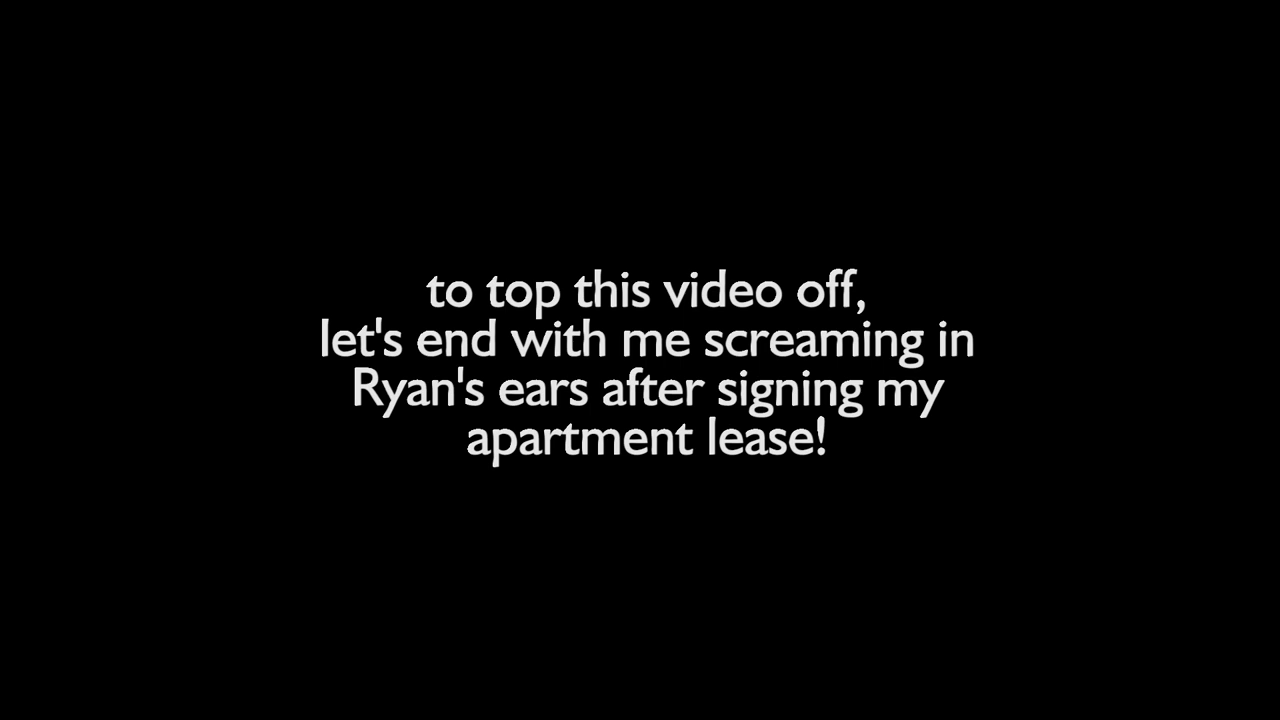 to top this video off,
let's end with me screaming in
Ryan's ears after signing my
apartment lease!